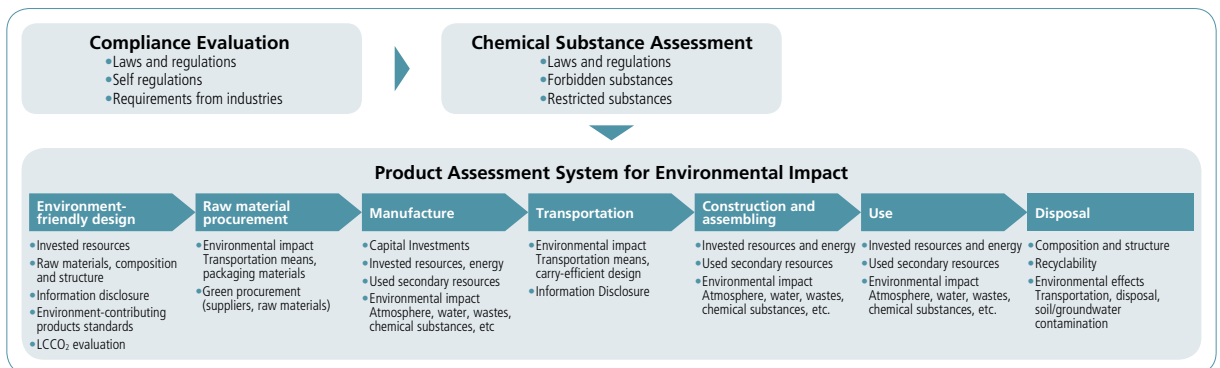 Compliance Evaluation
•Laws and regulations
•Self regulations
•Requirements from industries
Chemical Substance Assessment
•Laws and regulations
•Forbidden substances
•Restricted substances
Product Assessment System for Environmental Impact
Environment-
friendly design
•Invested resources
•Raw materials, composition
and structure
•Information disclosure
•Environment-contributing
products standards
•LCCO₂ evaluation
Raw material
procurement
•Environmental impact
Transportation means,
packaging materials
•Green procurement
(suppliers, raw materials)
Manufacture
•Capital Investments
•Invested resources, energy
•Used secondary resources
•Environmental impact
Atmosphere, water, wastes,
chemical substances, etc
Transportation
•Environmental impact
Transportation means,
carry-efficient design
•Information Disclosure
Construction and
assembling
•Invested resources and energy
•Used secondary resources
•Environmental impact
Atmosphere, water, wastes,
chemical substances, etc.
Use
•Invested resources and energy
•Used secondary resources
•Environmental impact
Atmosphere, water, wastes,
chemical substances, etc.
Disposal
•Composition and structure
•Recyclability
•Environmental effects
Transportation, disposal,
soil/groundwater
contamination